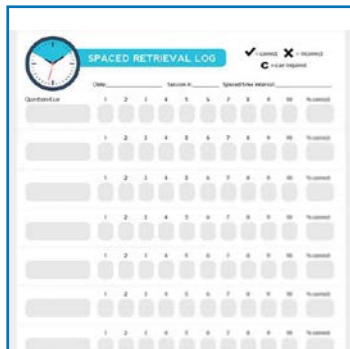 SPACED RETRIEVAL LOG
✔ = correct ✖ = incorrect
C = cue required
Date: Session #: Spaced time interval:
Question/Cue 1 2 3 4 5 6 7 8 9 10 % correct
1 2 3 4 5 6 7 8 9 10 % correct
1 2 3 4 5 6 7 8 9 10 % correct
1 2 3 4 5 6 7 8 9 10 % correct
1 2 3 4 5 6 7 8 9 10 % correct
1 2 3 4 5 6 7 8 9 10 % correct
1 2 3 4 5 6 7 8 9 10 % correct